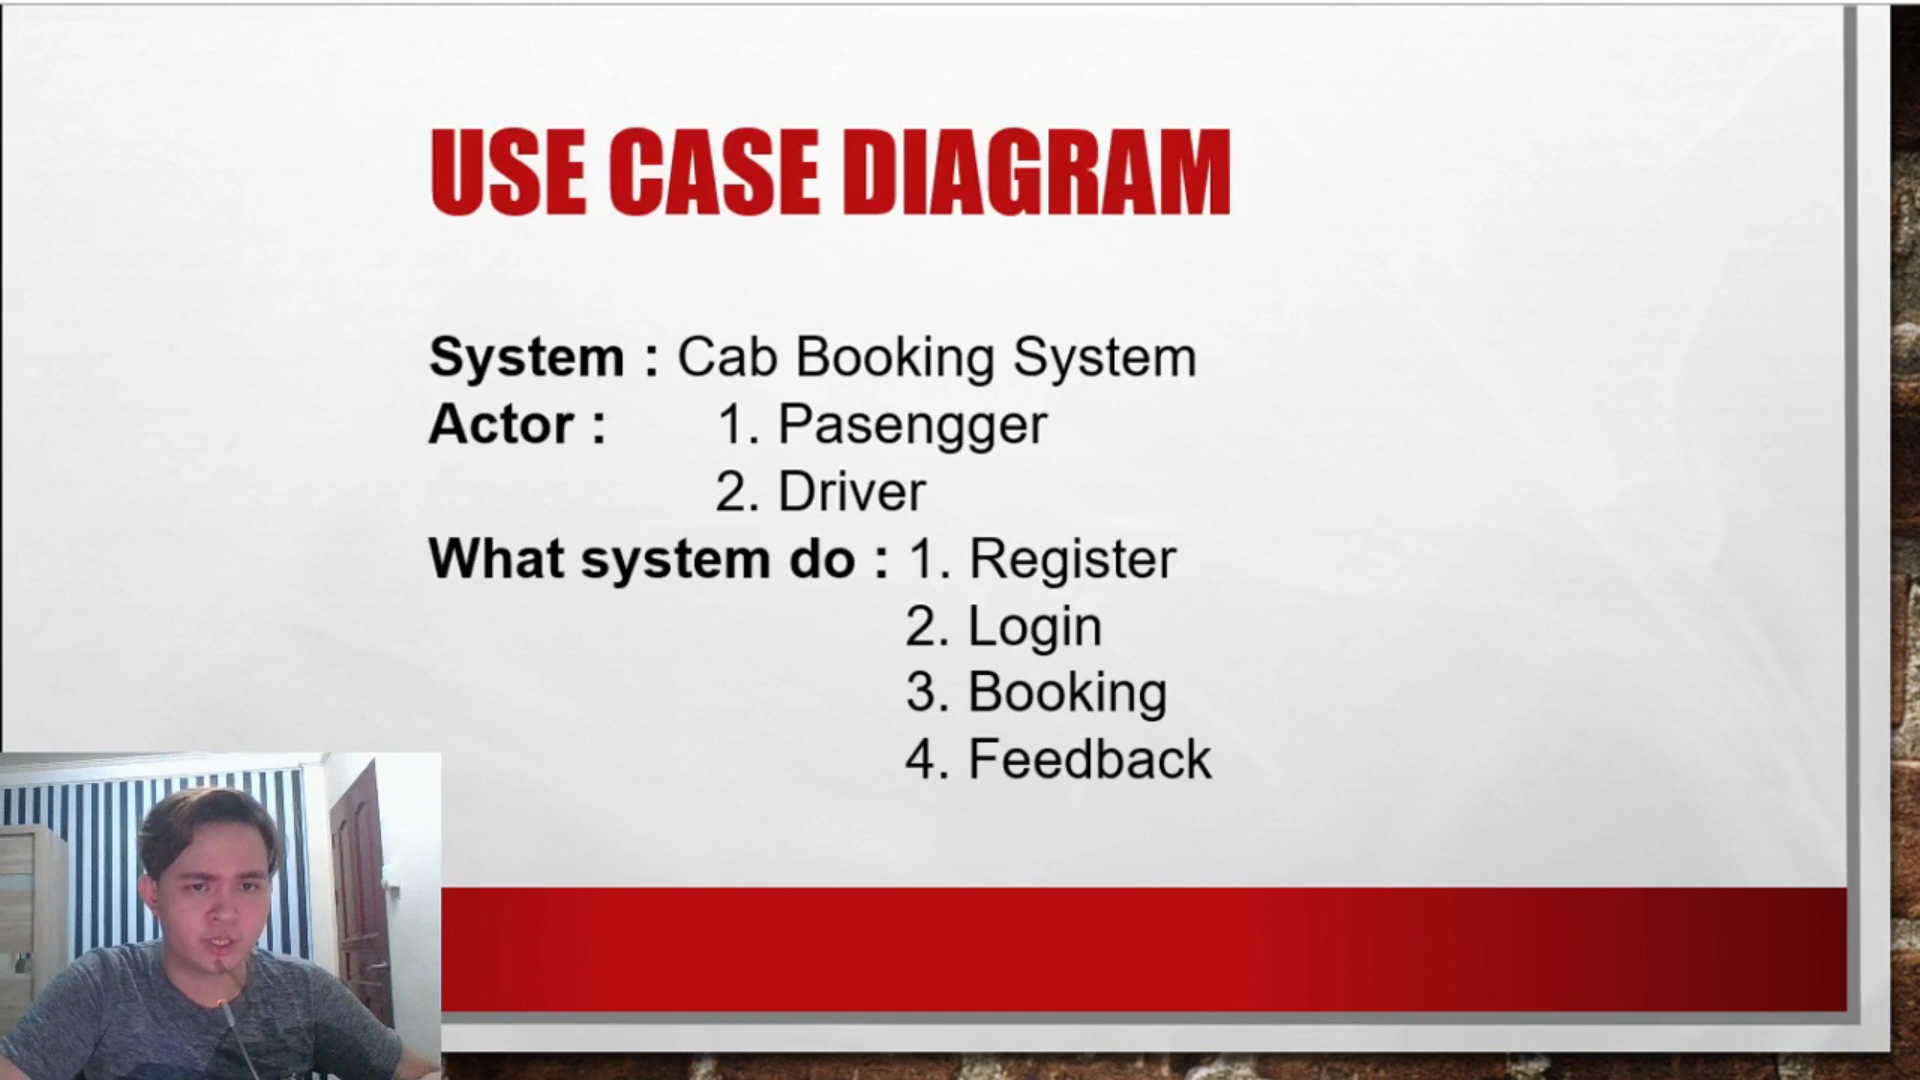 USE CASE DIAGRAM
System : Cab Booking System
Actor : 1. Pasengger
2. Driver
What system do : 1. Register
2. Login
3. Booking
4. Feedback